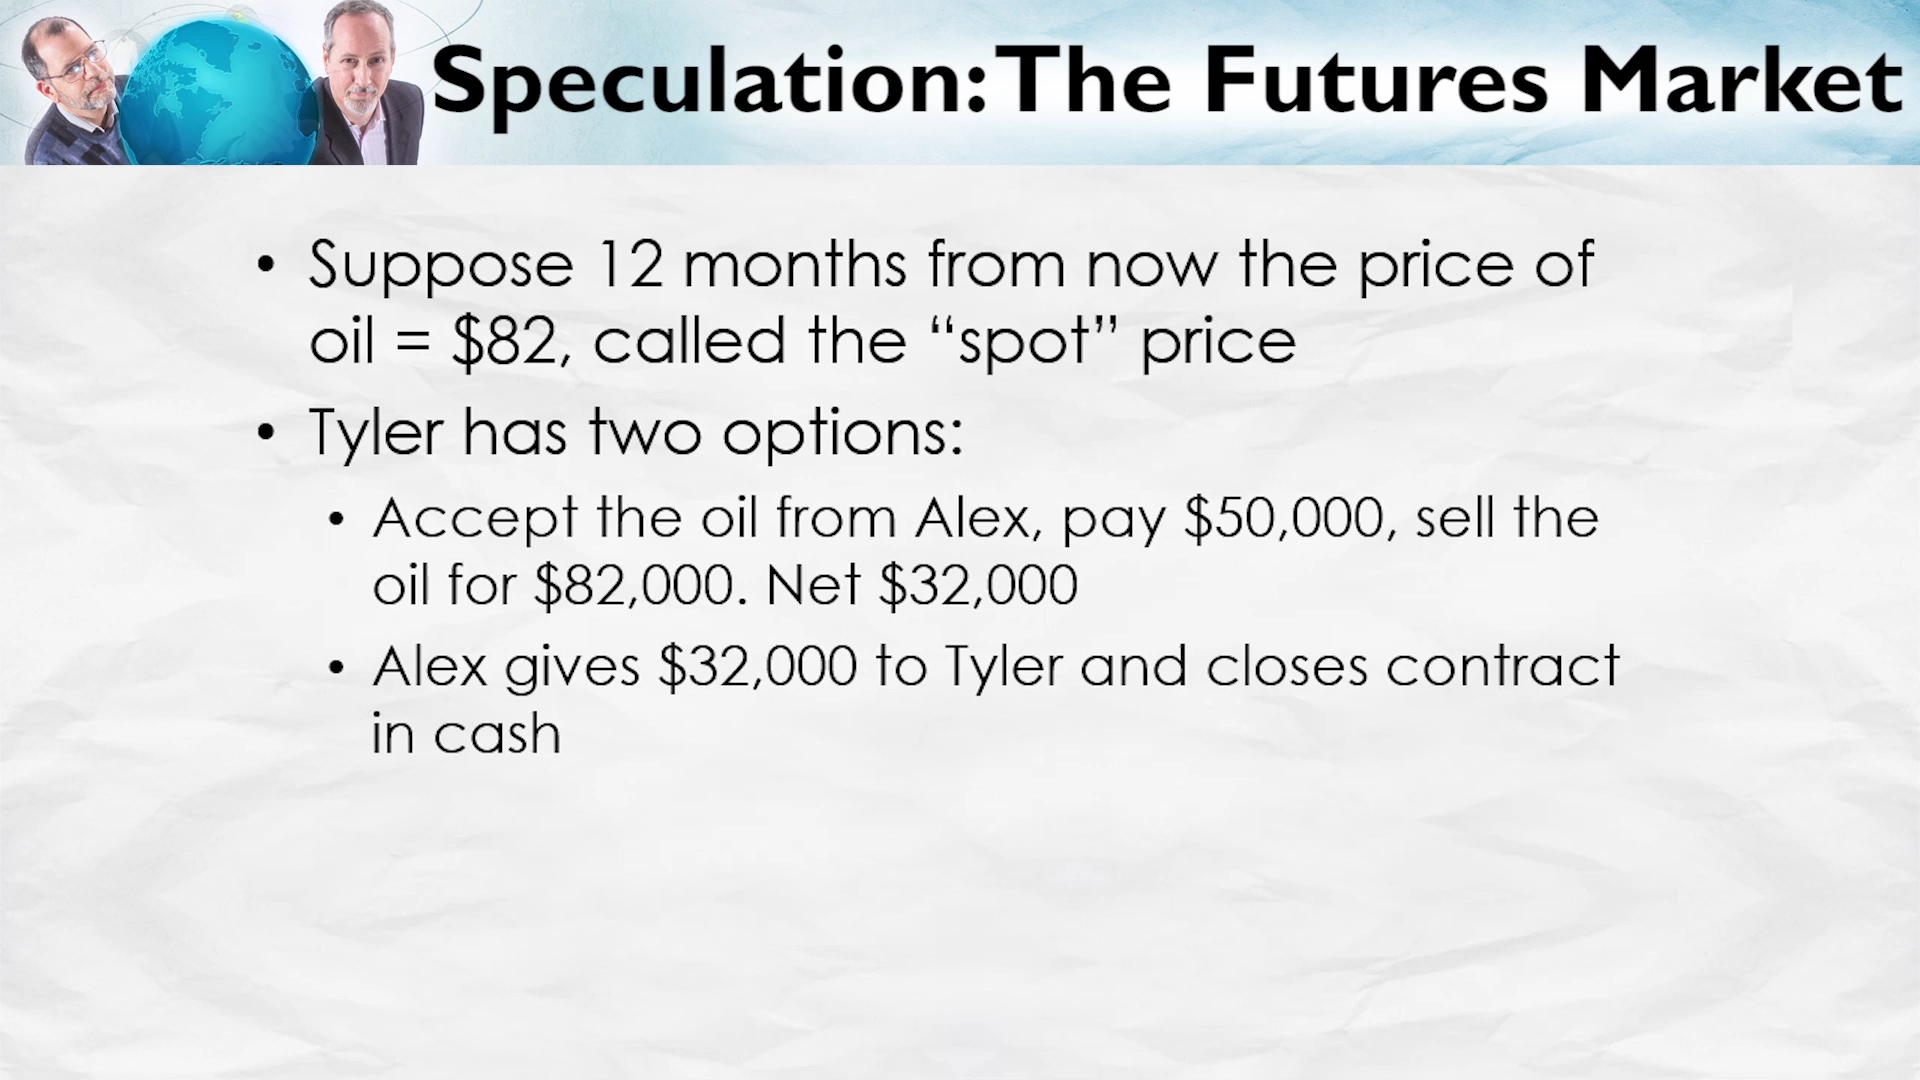 Speculation: The Futures Market
• Suppose 12 months from now the price of
oil = $82, called the “spot” price
• Tyler has two options:
• Accept the oil from Alex, pay $50,000, sell the
oil for $82,000. Net $32,000
• Alex gives $32,000 to Tyler and closes contract
in cash